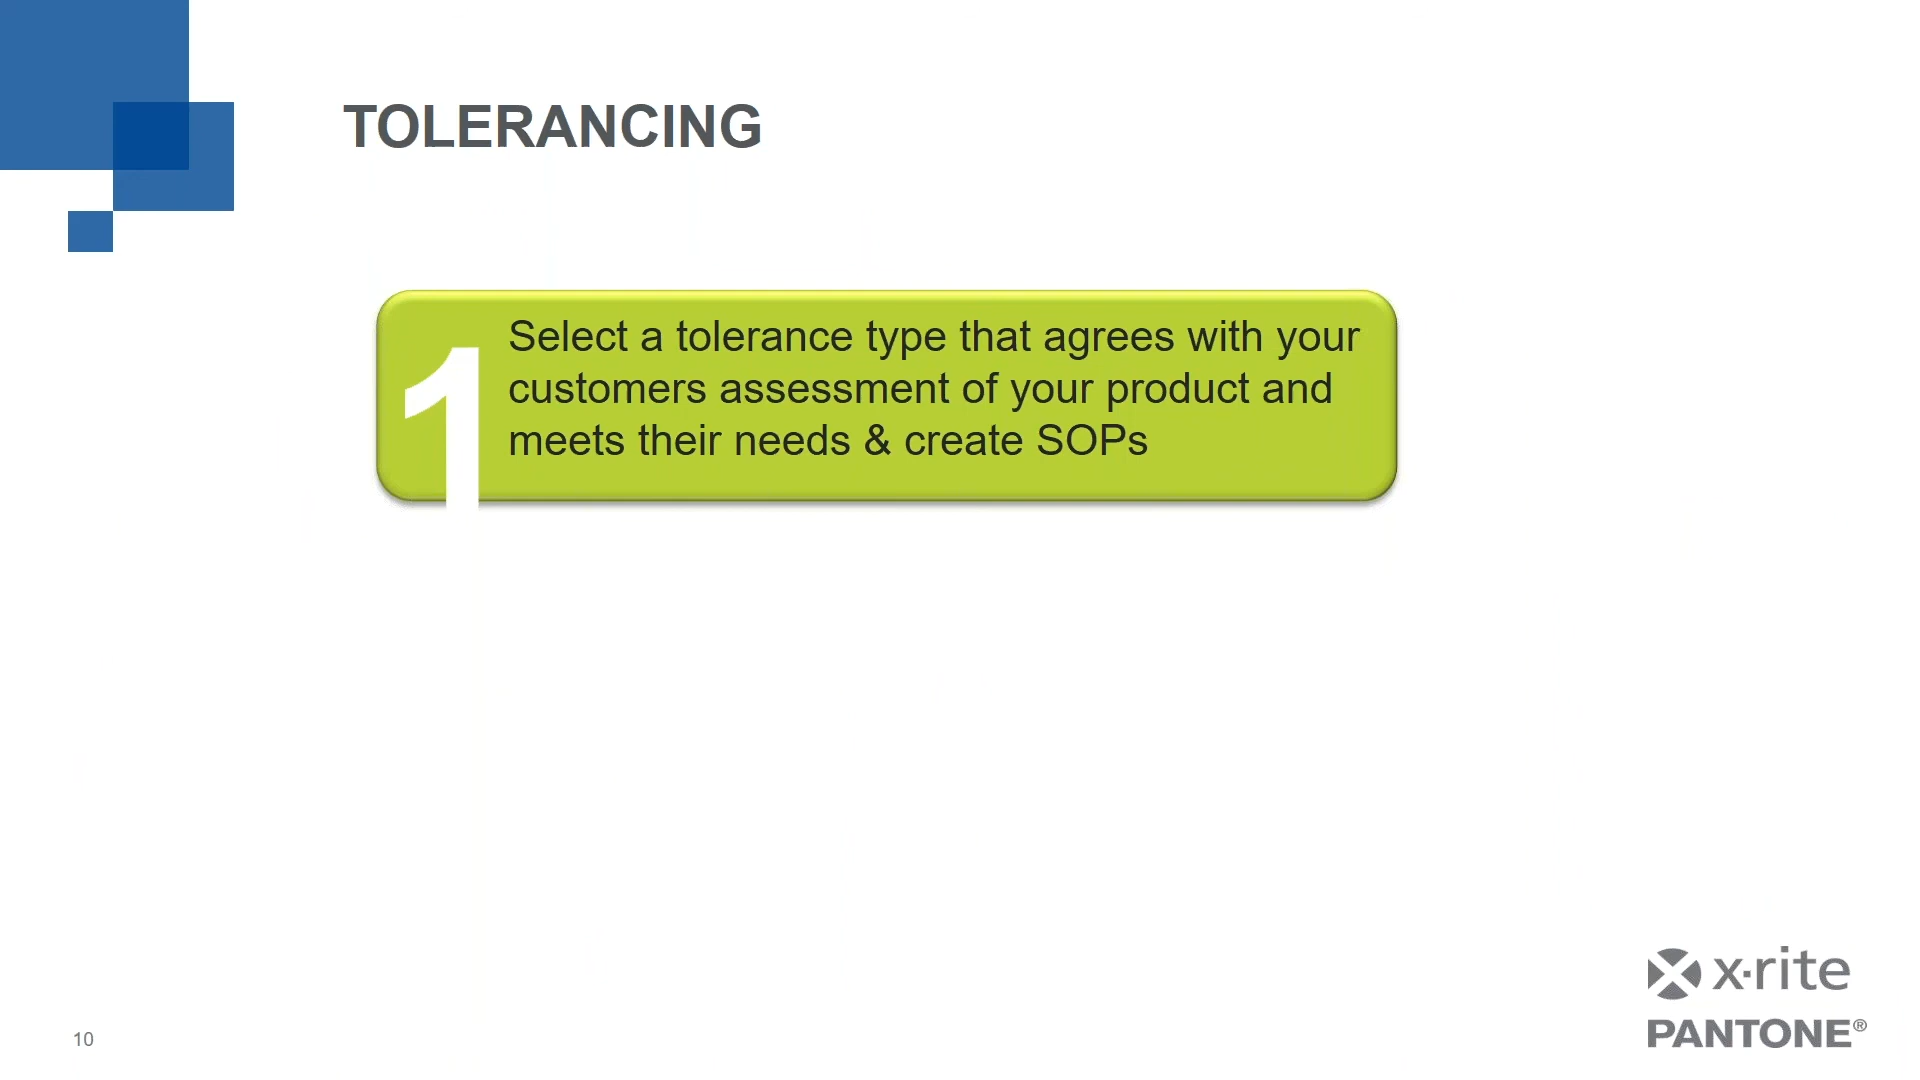 TOLERANCING
1
Select a tolerance type that agrees with your
customers assessment of your product and
meets their needs & create SOPs
x·rite
PANTONE®
10